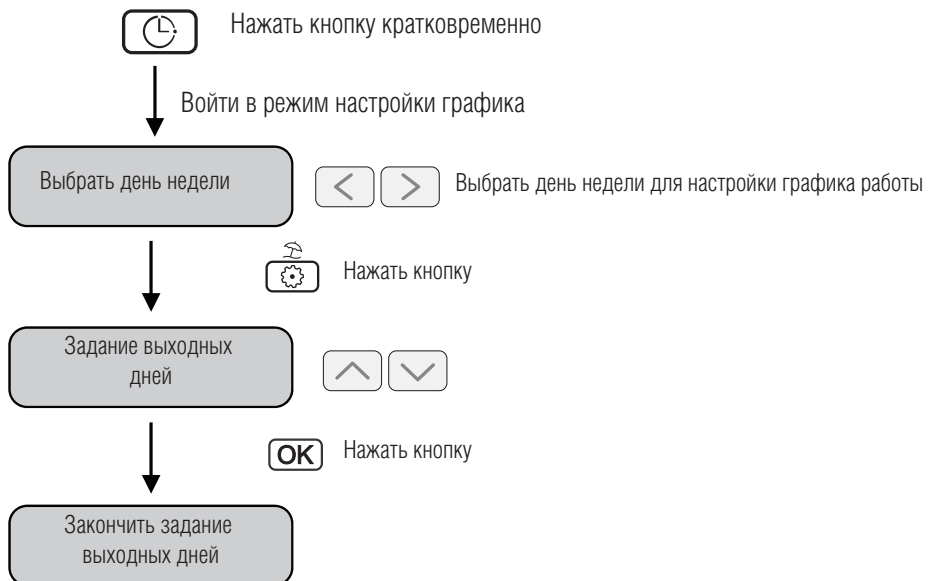 Нажать кнопку кратковременно
Войти в режим настройки графика
Выбрать день недели
Выбрать день недели для настройки графика работы
Нажать кнопку
Задание выходных
дней
OK Нажать кнопку
Закончить задание
выходных дней